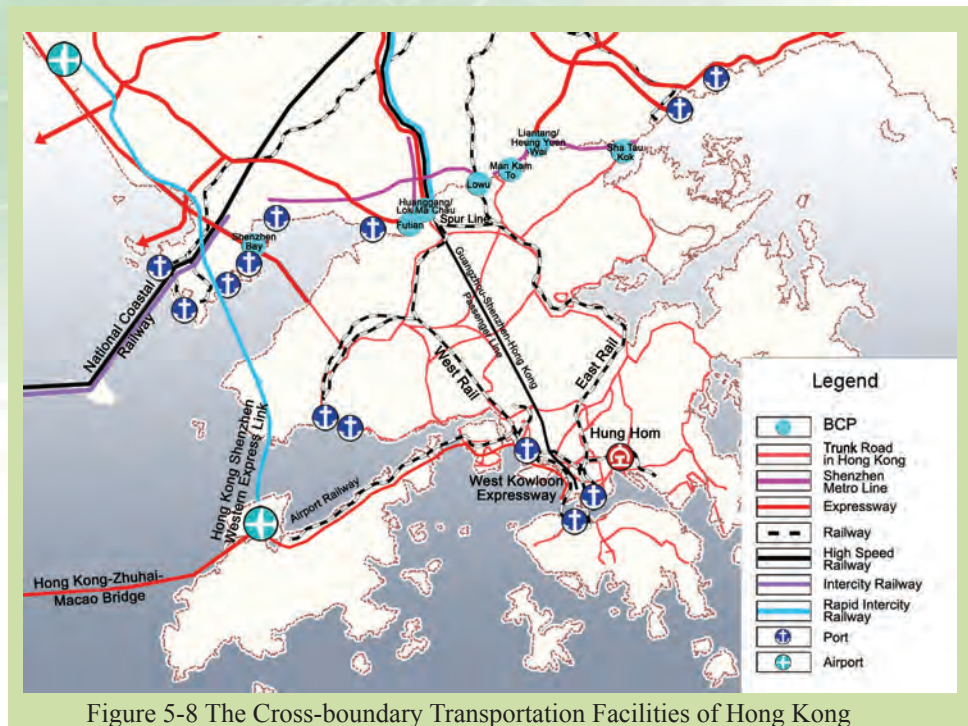 Liantang/
Heung Yuen
Wai
Sha Tau
Kok
Man Kam
To
Lowu
Huanggang/
Lok Ma Chau
Futian
Spur Line
Shenzhen
Bay
National Coastal
Railway
Guangzhou-Shenzhen-Hong Kong
Passenger Line
West Rail
East Rail
Hong Kong Shenzhen
Western Express Link
Airport Railway
Hung Hom
West Kowloon
Expressway
Hong Kong-Zhuhai-
Macao Bridge
Legend
BCP
Trunk Road
in Hong Kong
Shenzhen
Metro Line
Expressway
Railway
High Speed
Railway
Intercity Railway
Rapid Intercity
Railway
Port
Airport
Figure 5-8 The Cross-boundary Transportation Facilities of Hong Kong